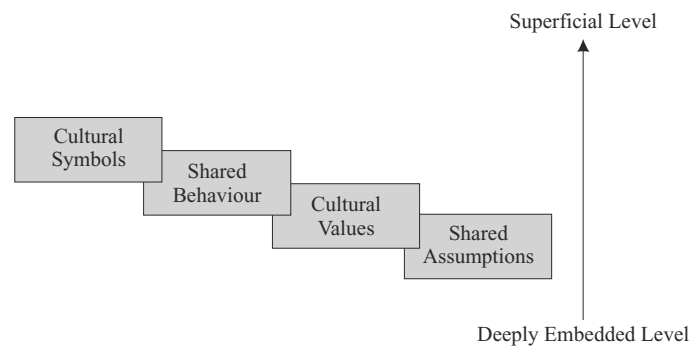 Superficial Level
Cultural
Symbols
Shared
Behaviour
Cultural
Values
Shared
Assumptions
Deeply Embedded Level